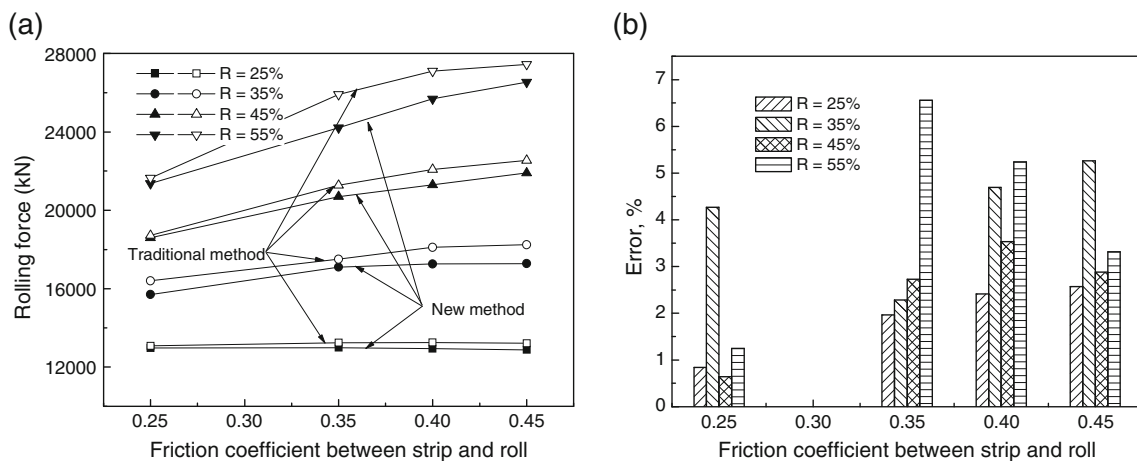 (a)
28000
24000
20000
16000
12000
Rolling force (kN)
R = 25%
R = 35%
R = 45%
R = 55%
Traditional method
New method
0.25 0.30 0.35 0.40 0.45
Friction coefficient between strip and roll
(b)
7
6
5
4
3
2
1
0
Error, %
R = 25%
R = 35%
R = 45%
R = 55%
0.25 0.30 0.35 0.40 0.45
Friction coefficient between strip and roll